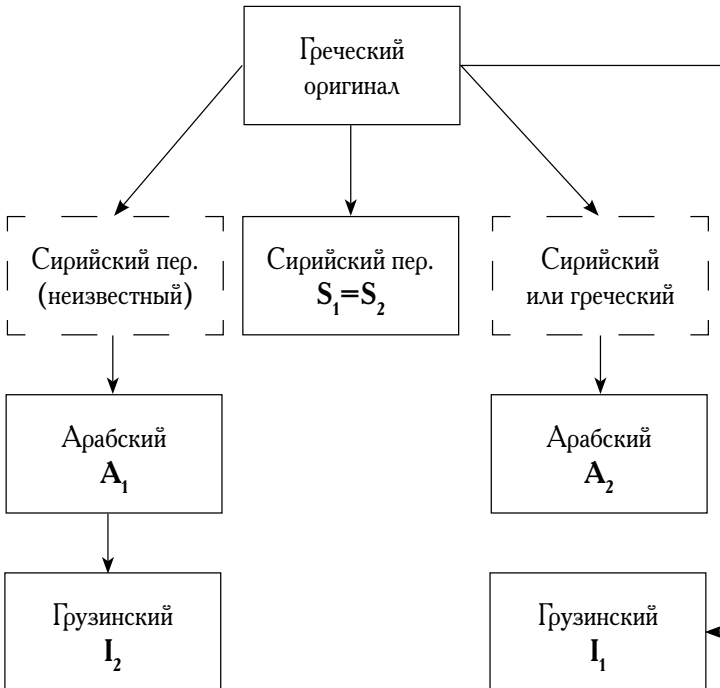 Греческий
оригинал
Сирийский пер.
(неизвестный)
Сирийский пер.
S₁=S₂
Сирийский
или греческий
Арабский
A₁
Арабский
A₂
Грузинский
I₂
Грузинский
I₁